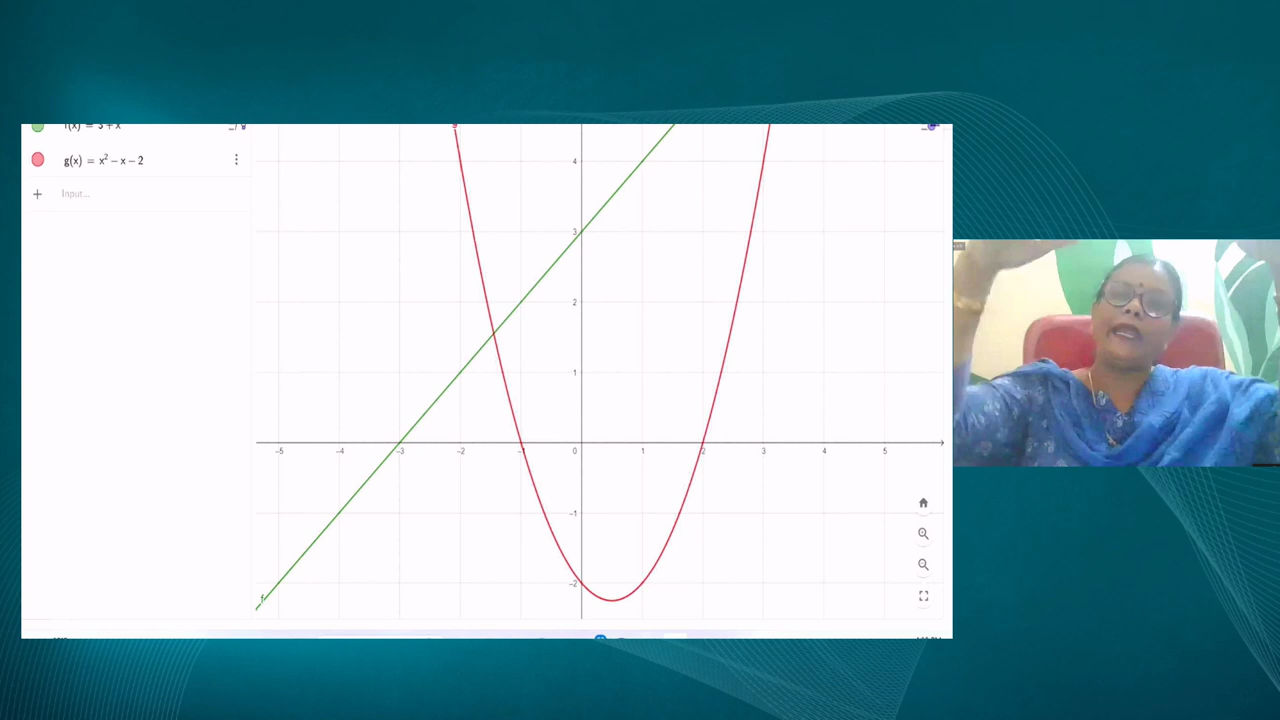 f(x) = 3 + x
g(x) = x² − x − 2
+ Input...
g
4
3
2
1
−5 −4 −3 −2 −1 0 1 2 3 4 5
−1
−2
f